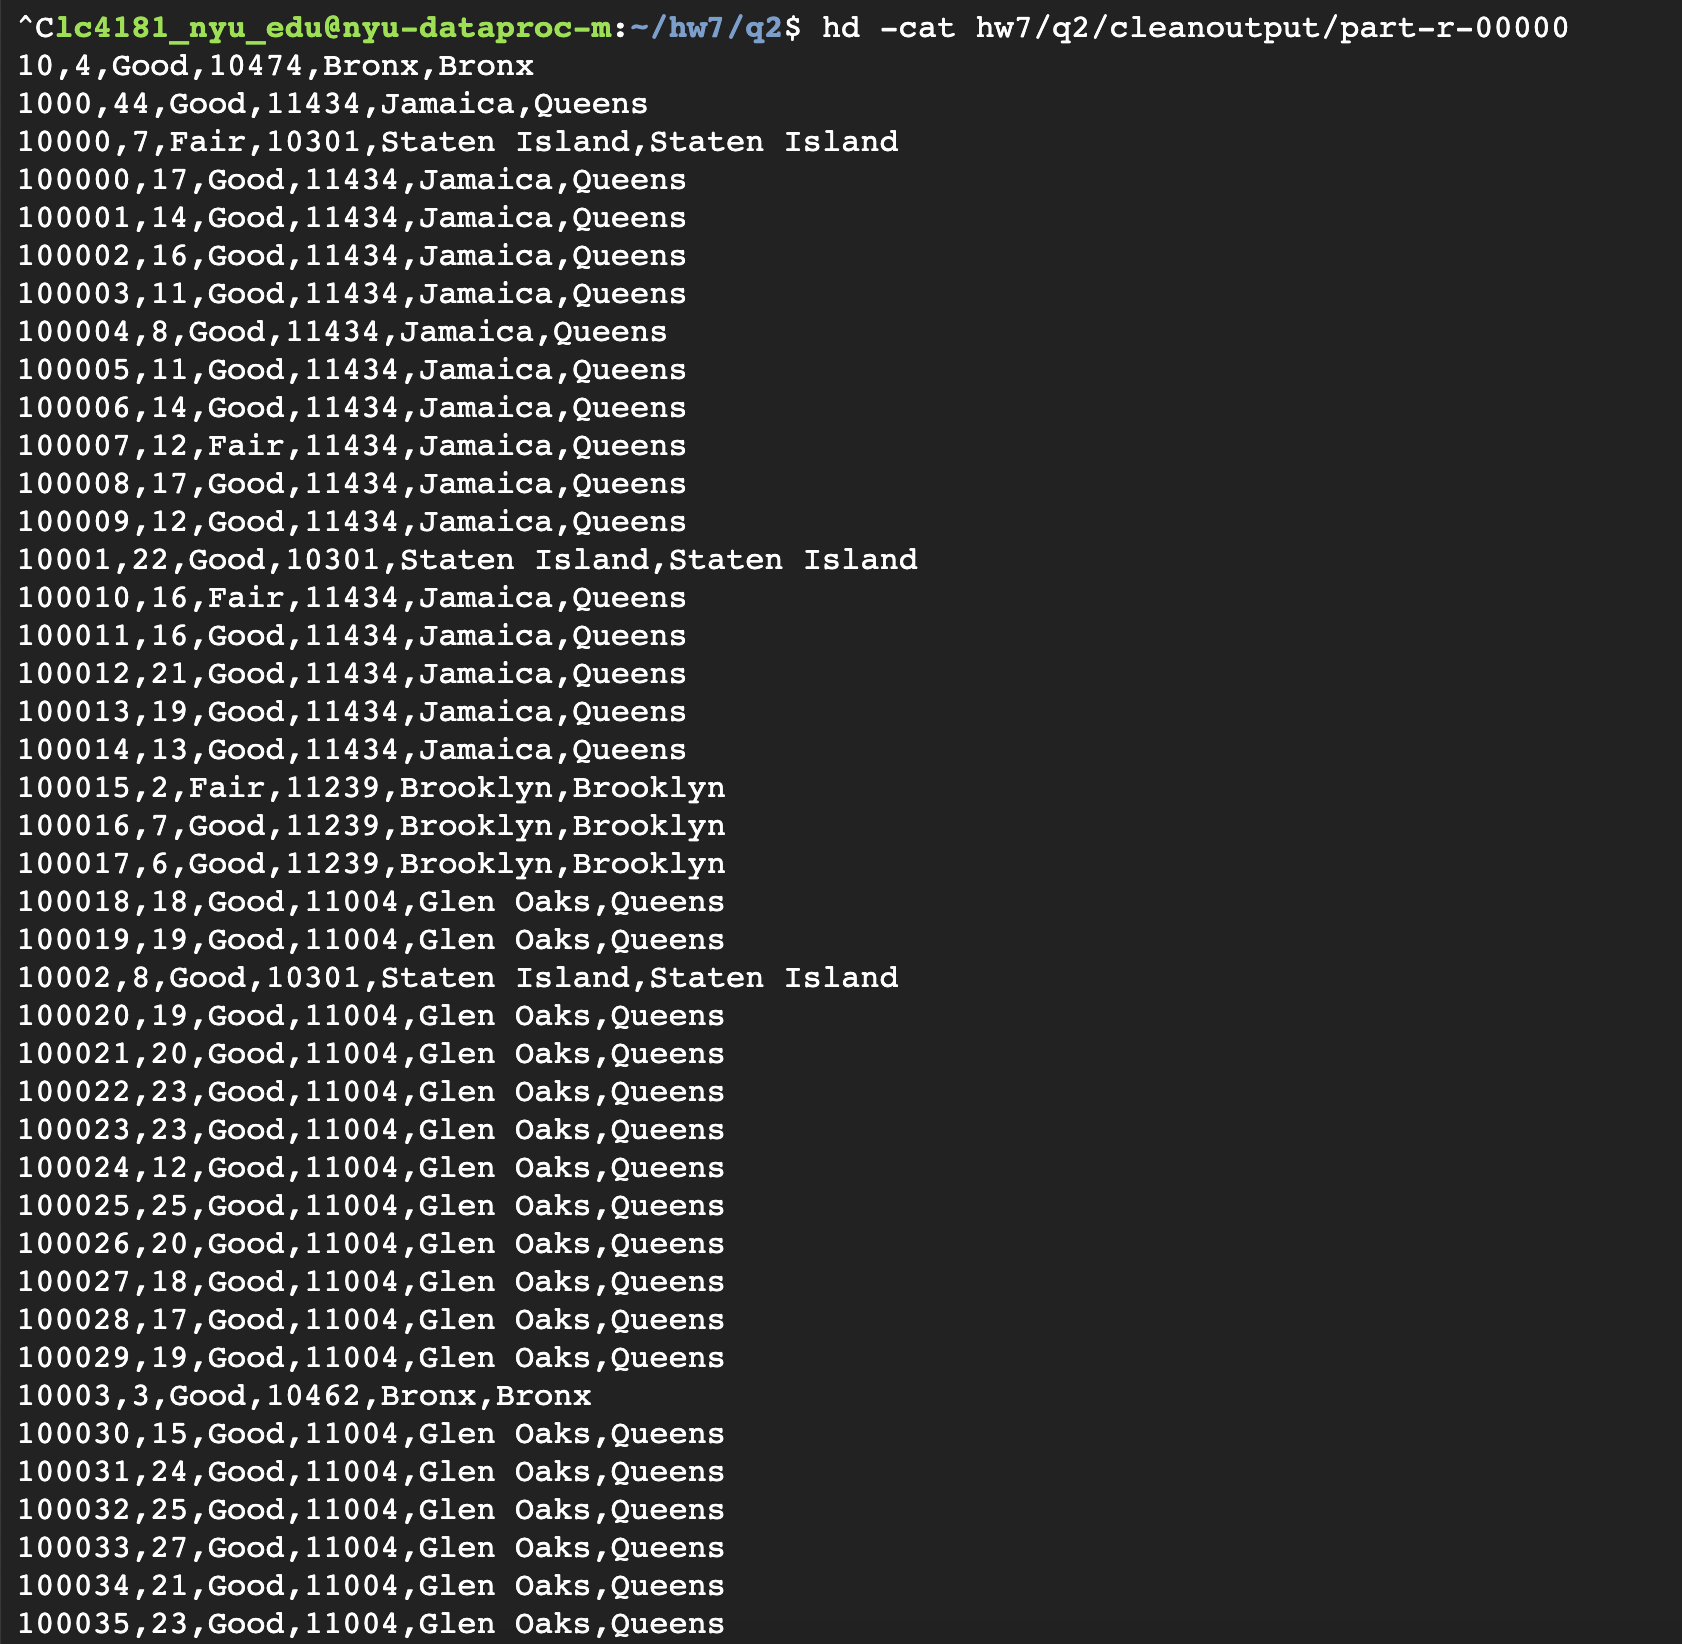 ^Clc4181_nyu_edu@nyu-dataproc-m:~/hw7/q2$ hd -cat hw7/q2/cleanoutput/part-r-00000
10,4,Good,10474,Bronx,Bronx
1000,44,Good,11434,Jamaica,Queens
10000,7,Fair,10301,Staten Island,Staten Island
100000,17,Good,11434,Jamaica,Queens
100001,14,Good,11434,Jamaica,Queens
100002,16,Good,11434,Jamaica,Queens
100003,11,Good,11434,Jamaica,Queens
100004,8,Good,11434,Jamaica,Queens
100005,11,Good,11434,Jamaica,Queens
100006,14,Good,11434,Jamaica,Queens
100007,12,Fair,11434,Jamaica,Queens
100008,17,Good,11434,Jamaica,Queens
100009,12,Good,11434,Jamaica,Queens
10001,22,Good,10301,Staten Island,Staten Island
100010,16,Fair,11434,Jamaica,Queens
100011,16,Good,11434,Jamaica,Queens
100012,21,Good,11434,Jamaica,Queens
100013,19,Good,11434,Jamaica,Queens
100014,13,Good,11434,Jamaica,Queens
100015,2,Fair,11239,Brooklyn,Brooklyn
100016,7,Good,11239,Brooklyn,Brooklyn
100017,6,Good,11239,Brooklyn,Brooklyn
100018,18,Good,11004,Glen Oaks,Queens
100019,19,Good,11004,Glen Oaks,Queens
10002,8,Good,10301,Staten Island,Staten Island
100020,19,Good,11004,Glen Oaks,Queens
100021,20,Good,11004,Glen Oaks,Queens
100022,23,Good,11004,Glen Oaks,Queens
100023,23,Good,11004,Glen Oaks,Queens
100024,12,Good,11004,Glen Oaks,Queens
100025,25,Good,11004,Glen Oaks,Queens
100026,20,Good,11004,Glen Oaks,Queens
100027,18,Good,11004,Glen Oaks,Queens
100028,17,Good,11004,Glen Oaks,Queens
100029,19,Good,11004,Glen Oaks,Queens
10003,3,Good,10462,Bronx,Bronx
100030,15,Good,11004,Glen Oaks,Queens
100031,24,Good,11004,Glen Oaks,Queens
100032,25,Good,11004,Glen Oaks,Queens
100033,27,Good,11004,Glen Oaks,Queens
100034,21,Good,11004,Glen Oaks,Queens
100035,23,Good,11004,Glen Oaks,Queens